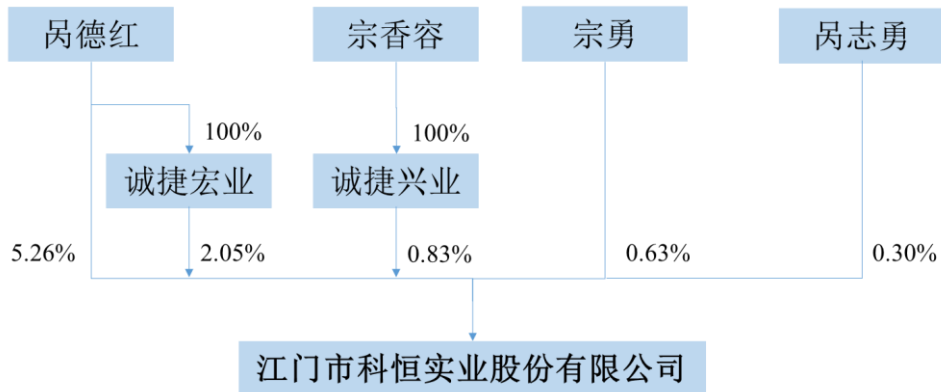 呙德红
宗香容
宗勇
呙志勇
100%
100%
诚捷宏业
诚捷兴业
5.26%
2.05%
0.83%
0.63%
0.30%
江门市科恒实业股份有限公司